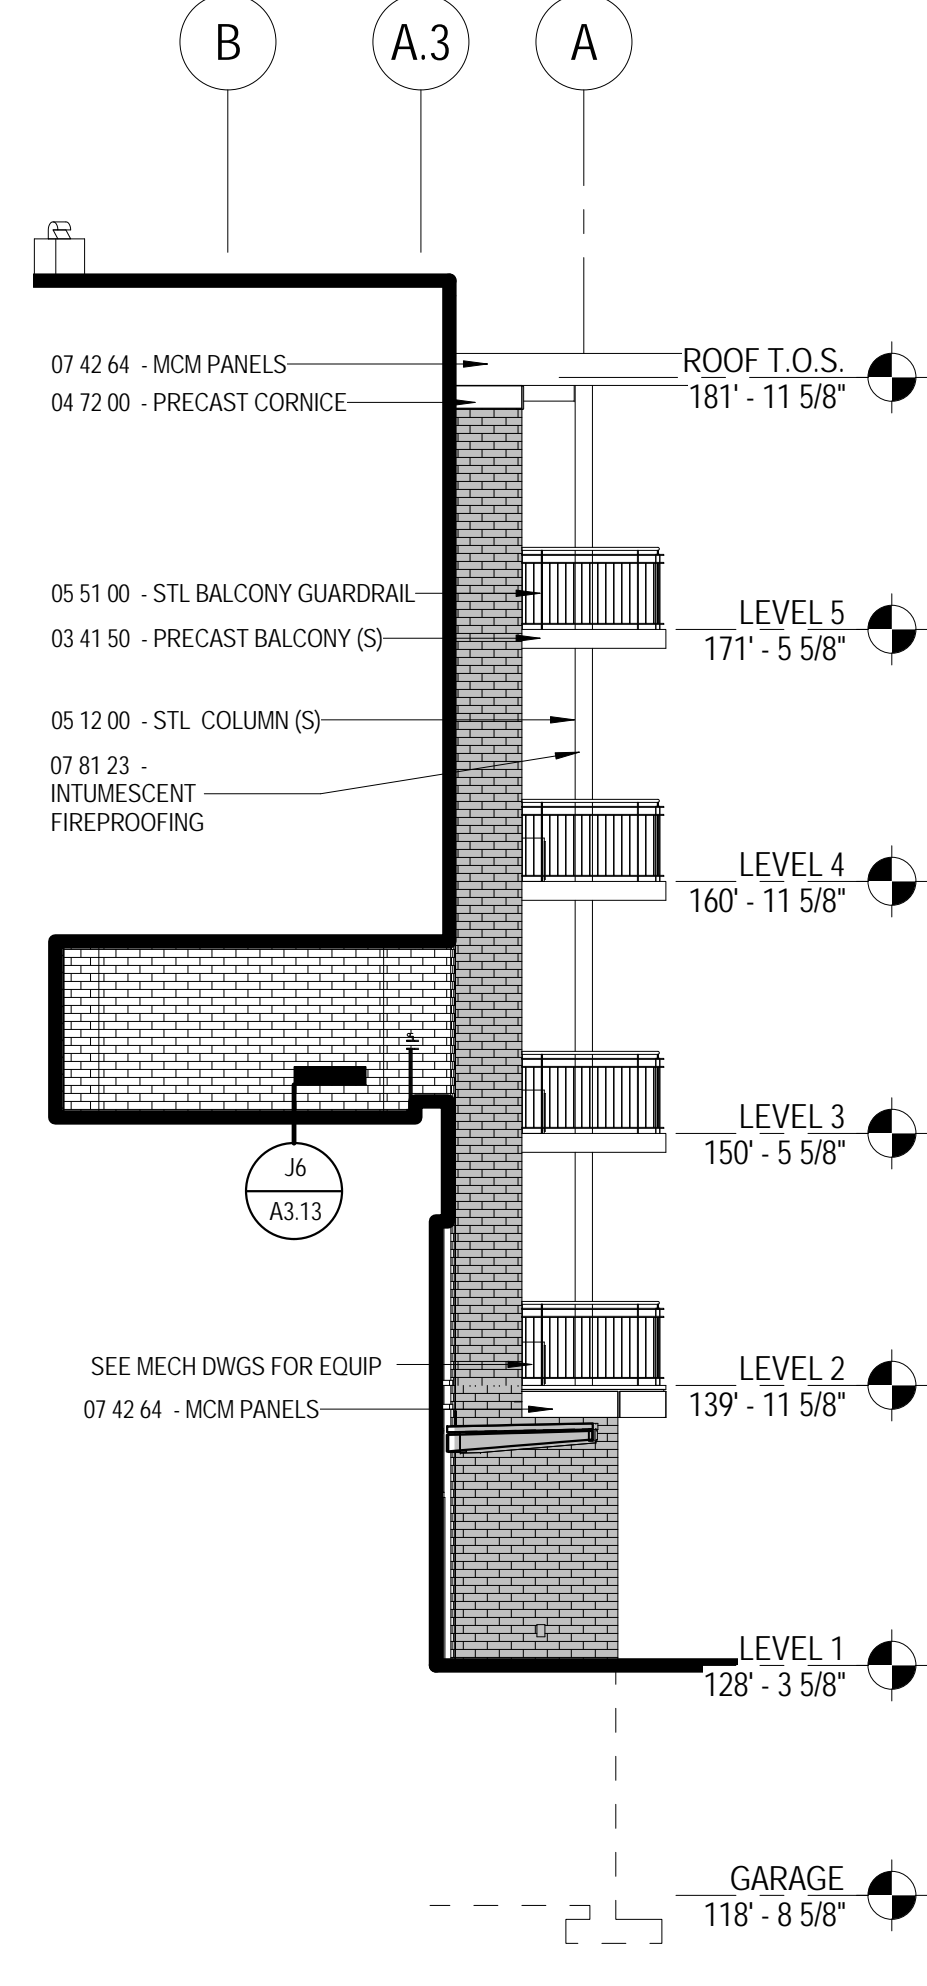 B
A.3
A
07 42 64 - MCM PANELS
ROOF T.O.S.
181' - 11 5/8"
04 72 00 - PRECAST CORNICE
05 51 00 - STL BALCONY GUARDRAIL
LEVEL 5
171' - 5 5/8"
03 41 50 - PRECAST BALCONY (S)
05 12 00 - STL COLUMN (S)
07 81 23 -
INTUMESCENT
FIREPROOFING
LEVEL 4
160' - 11 5/8"
LEVEL 3
150' - 5 5/8"
J6
A3.13
SEE MECH DWGS FOR EQUIP
LEVEL 2
139' - 11 5/8"
07 42 64 - MCM PANELS
LEVEL 1
128' - 3 5/8"
GARAGE
118' - 8 5/8"